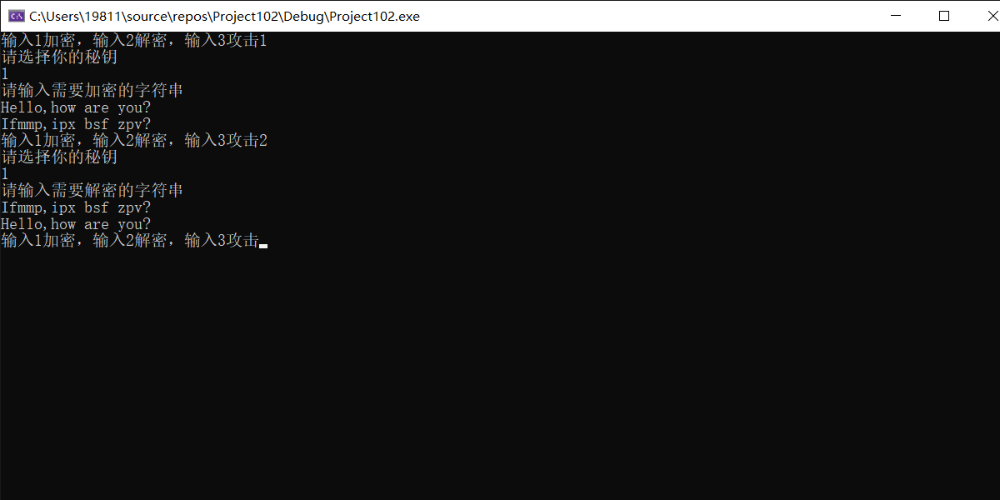 C:\Users\19811\source\repos\Project102\Debug\Project102.exe
输入1加密，输入2解密，输入3攻击1
请选择你的秘钥
1
请输入需要加密的字符串
Hello,how are you?
Ifmmp,ipx bsf zpv?
输入1加密，输入2解密，输入3攻击2
请选择你的秘钥
1
请输入需要解密的字符串
Ifmmp,ipx bsf zpv?
Hello,how are you?
输入1加密，输入2解密，输入3攻击